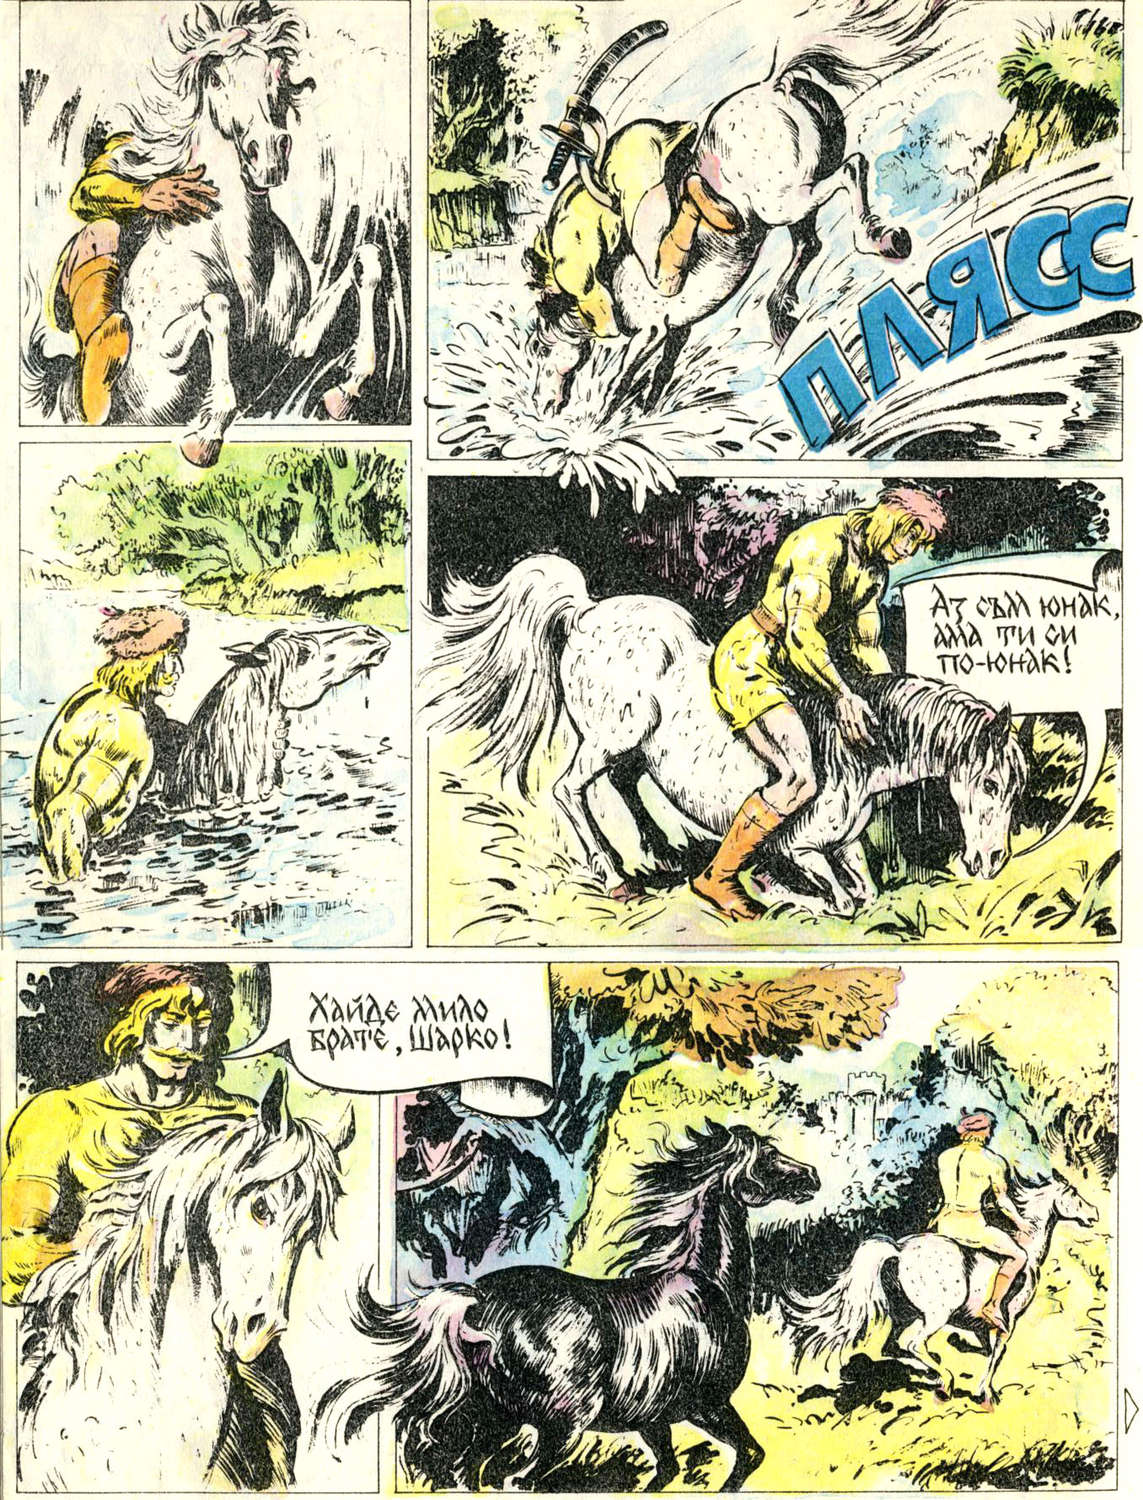 ПЛЯСС
Аз съм юнак,
ама ти си
по-юнак!
Хайде мило
брате, Шарко!